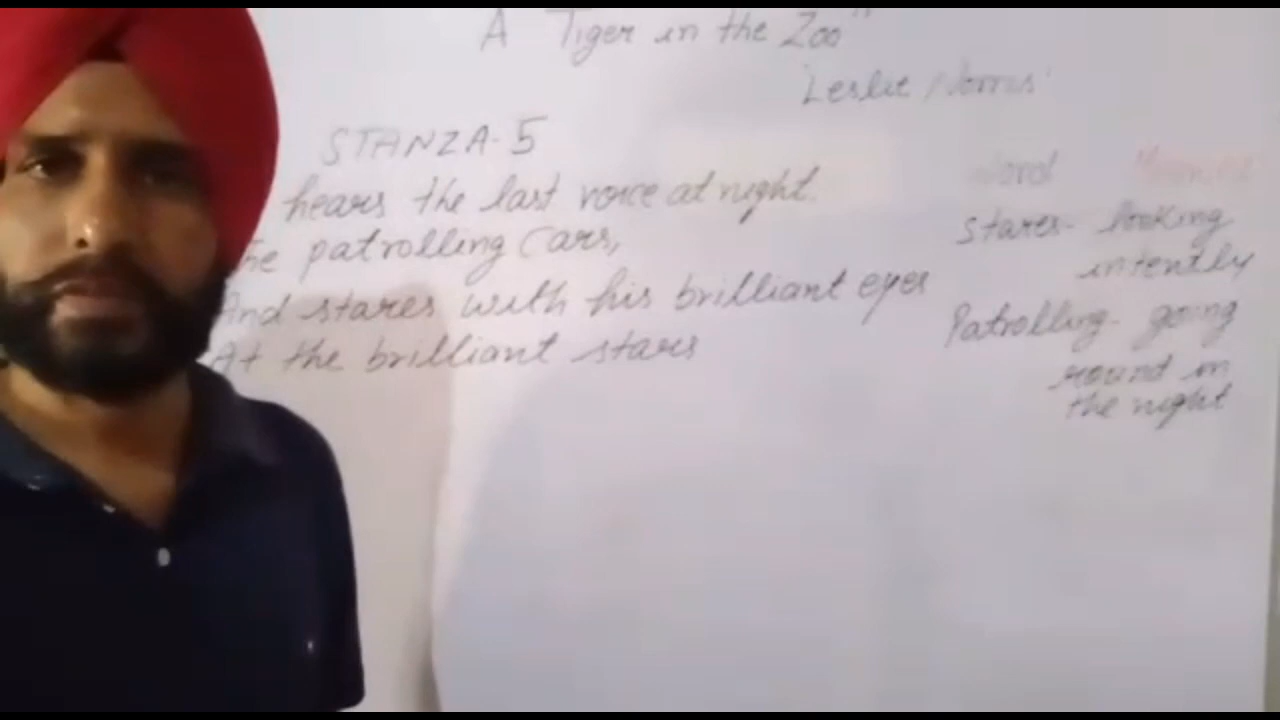 A Tiger in the Zoo"
Leslie Norris
STANZA-5
hears the last voice at night.
The patrolling Cars,
And stares with his brilliant eyes
At the brilliant stars
Word Meaning
stares- looking
intently
Patrolling- going
round in
the night